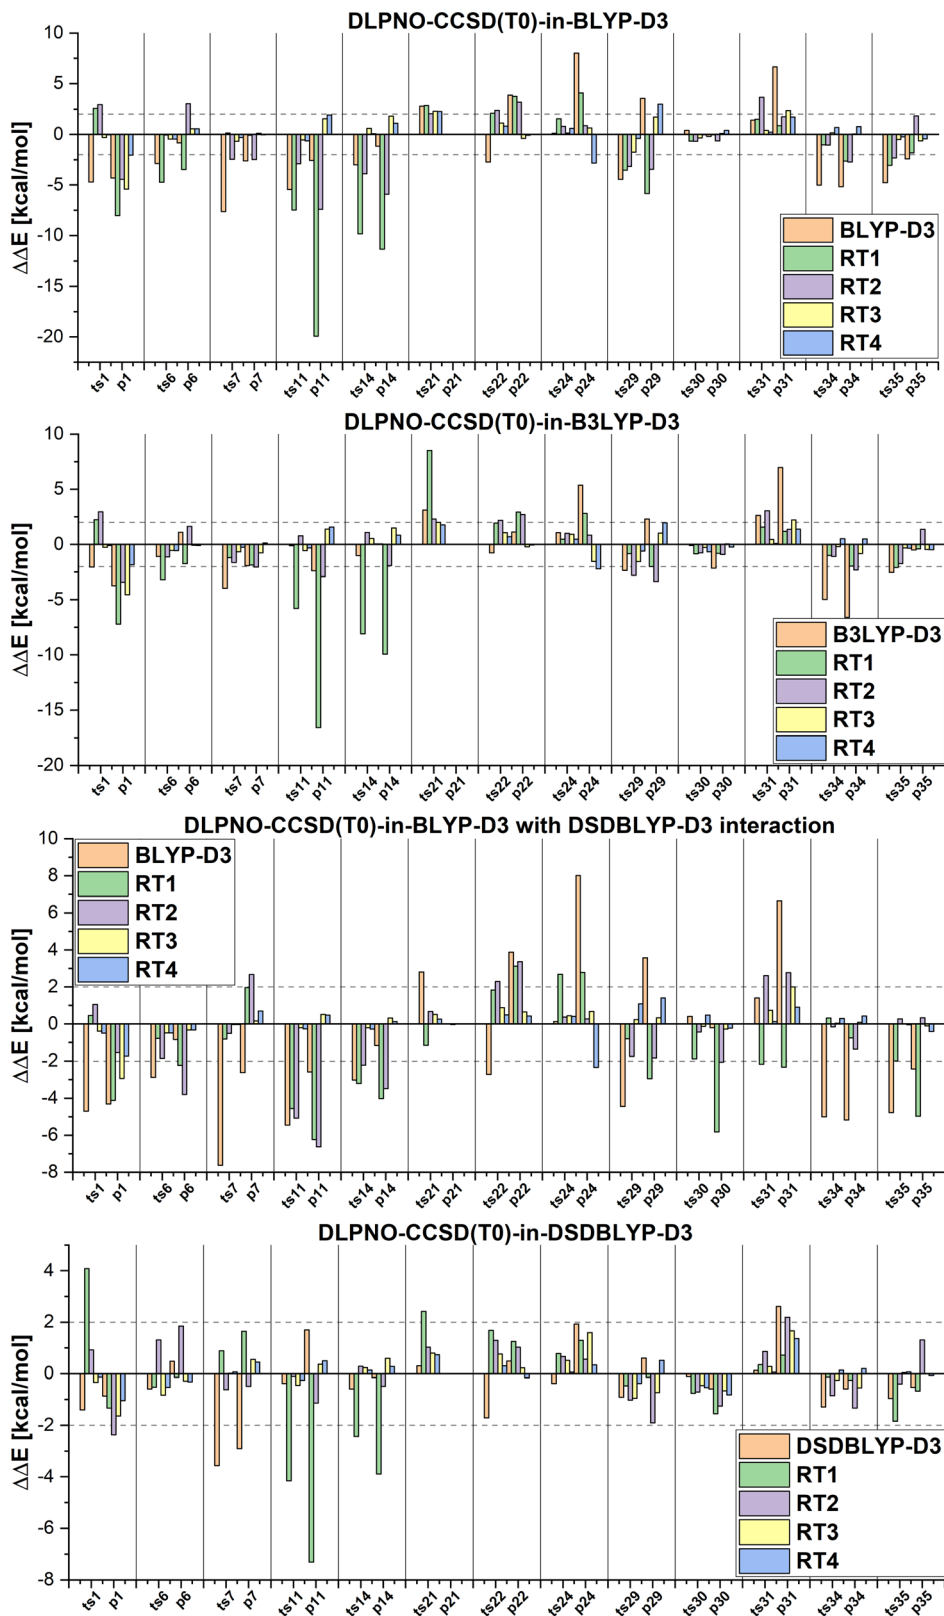 DLPNO-CCSD(T0)-in-BLYP-D3
10
5
0
-5
-10
-15
-20
ΔΔE [kcal/mol]
BLYP-D3
RT1
RT2
RT3
RT4
ts1 p1 ts6 p6 ts7 p7 ts11 p11 ts14 p14 ts21 p21 ts22 p22 ts24 p24 ts29 p29 ts30 p30 ts31 p31 ts34 p34 ts35 p35
DLPNO-CCSD(T0)-in-B3LYP-D3
10
5
0
-5
-10
-15
-20
ΔΔE [kcal/mol]
B3LYP-D3
RT1
RT2
RT3
RT4
ts1 p1 ts6 p6 ts7 p7 ts11 p11 ts14 p14 ts21 p21 ts22 p22 ts24 p24 ts29 p29 ts30 p30 ts31 p31 ts34 p34 ts35 p35
DLPNO-CCSD(T0)-in-BLYP-D3 with DSDBLYP-D3 interaction
10
8
6
4
2
0
-2
-4
-6
-8
ΔΔE [kcal/mol]
BLYP-D3
RT1
RT2
RT3
RT4
ts1 p1 ts6 p6 ts7 p7 ts11 p11 ts14 p14 ts21 p21 ts22 p22 ts24 p24 ts29 p29 ts30 p30 ts31 p31 ts34 p34 ts35 p35
DLPNO-CCSD(T0)-in-DSDBLYP-D3
4
2
0
-2
-4
-6
-8
ΔΔE [kcal/mol]
DSDBLYP-D3
RT1
RT2
RT3
RT4
ts1 p1 ts6 p6 ts7 p7 ts11 p11 ts14 p14 ts21 p21 ts22 p22 ts24 p24 ts29 p29 ts30 p30 ts31 p31 ts34 p34 ts35 p35